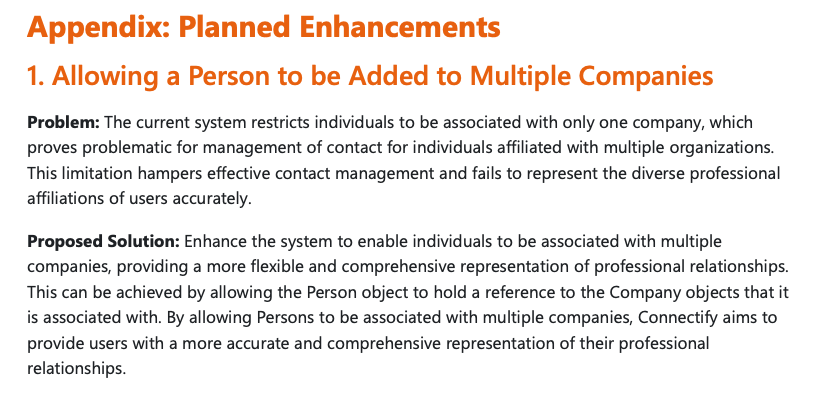 Appendix: Planned Enhancements
1. Allowing a Person to be Added to Multiple Companies
Problem: The current system restricts individuals to be associated with only one company, which
proves problematic for management of contact for individuals affiliated with multiple organizations.
This limitation hampers effective contact management and fails to represent the diverse professional
affiliations of users accurately.
Proposed Solution: Enhance the system to enable individuals to be associated with multiple
companies, providing a more flexible and comprehensive representation of professional relationships.
This can be achieved by allowing the Person object to hold a reference to the Company objects that it
is associated with. By allowing Persons to be associated with multiple companies, Connectify aims to
provide users with a more accurate and comprehensive representation of their professional
relationships.